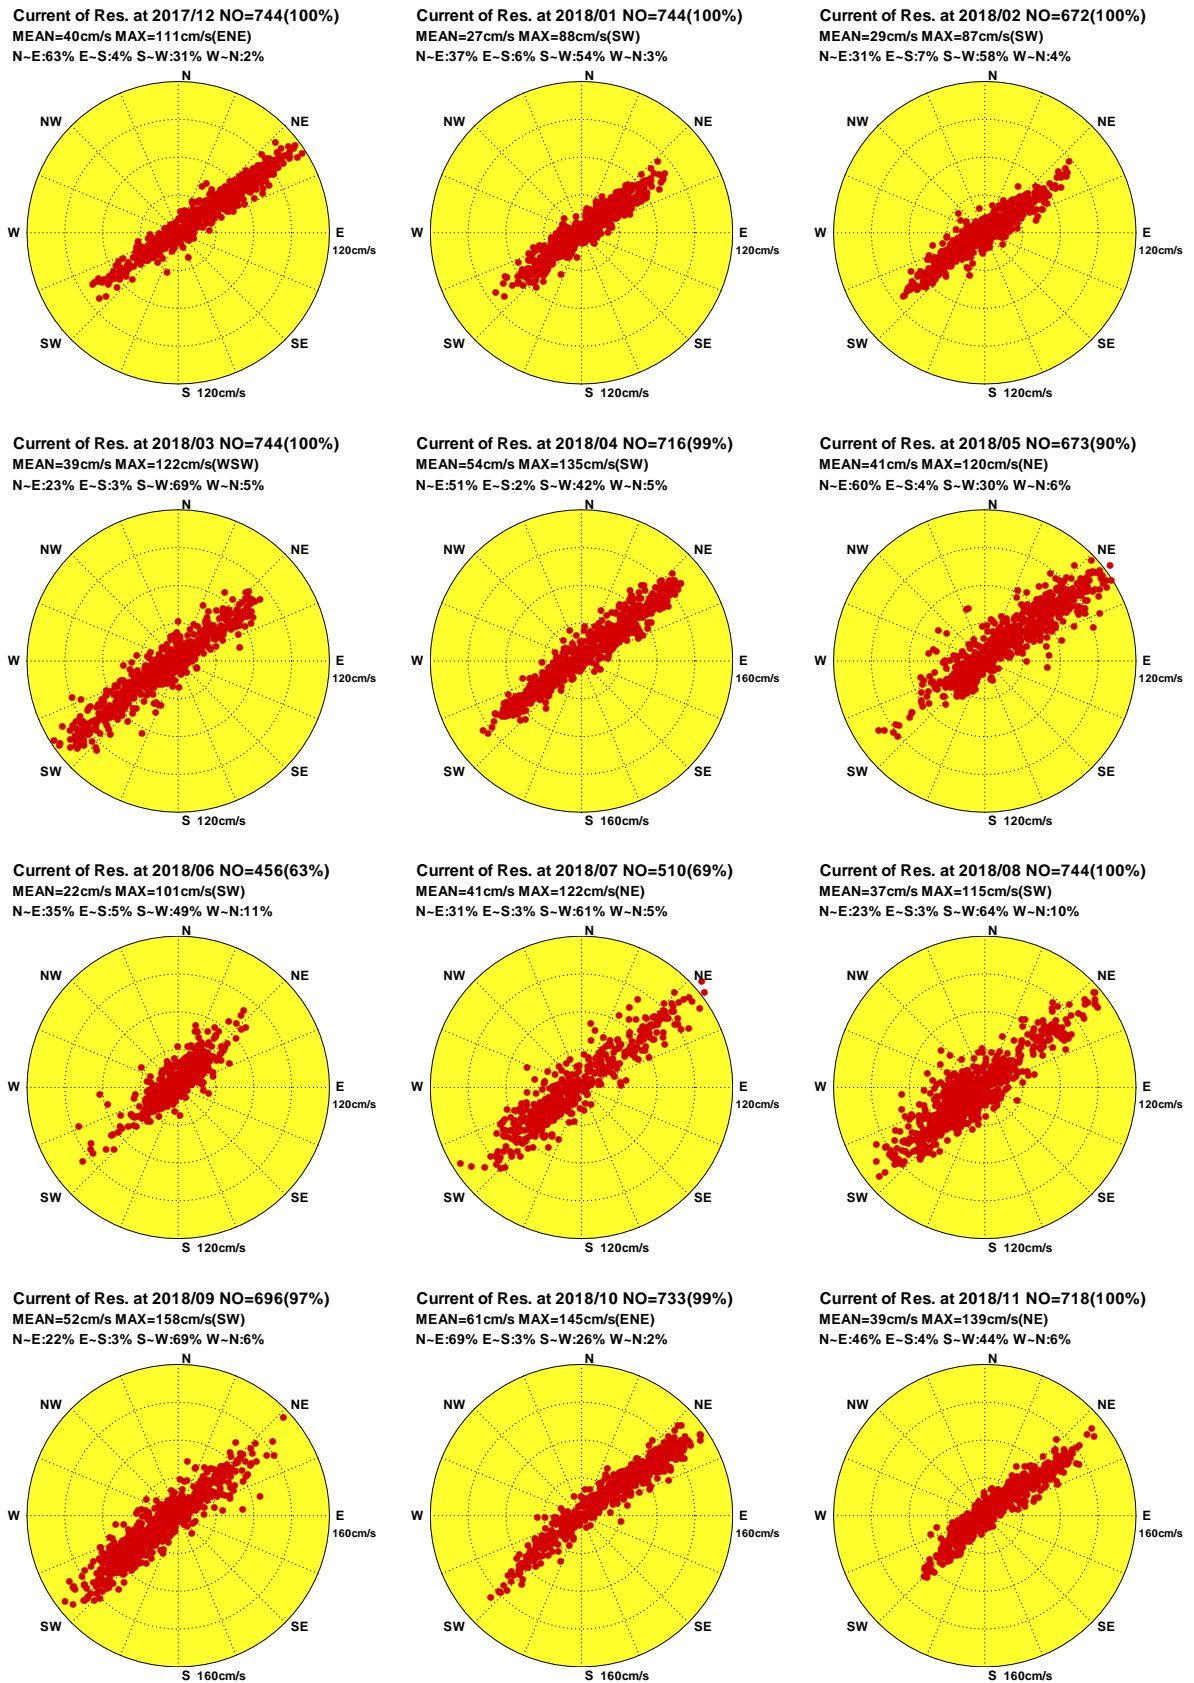 Current of Res. at 2017/12 NO=744(100%)
MEAN=40cm/s MAX=111cm/s(ENE)
N~E:63% E~S:4% S~W:31% W~N:2%
N
NW
NE
W
E
120cm/s
SW
SE
S 120cm/s
Current of Res. at 2018/01 NO=744(100%)
MEAN=27cm/s MAX=88cm/s(SW)
N~E:37% E~S:6% S~W:54% W~N:3%
N
NW
NE
W
E
120cm/s
SW
SE
S 120cm/s
Current of Res. at 2018/02 NO=672(100%)
MEAN=29cm/s MAX=87cm/s(SW)
N~E:31% E~S:7% S~W:58% W~N:4%
N
NW
NE
W
E
120cm/s
SW
SE
S 120cm/s
Current of Res. at 2018/03 NO=744(100%)
MEAN=39cm/s MAX=122cm/s(WSW)
N~E:23% E~S:3% S~W:69% W~N:5%
N
NW
NE
W
E
120cm/s
SW
SE
S 120cm/s
Current of Res. at 2018/04 NO=716(99%)
MEAN=54cm/s MAX=135cm/s(SW)
N~E:51% E~S:2% S~W:42% W~N:5%
N
NW
NE
W
E
160cm/s
SW
SE
S 160cm/s
Current of Res. at 2018/05 NO=673(90%)
MEAN=41cm/s MAX=120cm/s(NE)
N~E:60% E~S:4% S~W:30% W~N:6%
N
NW
NE
W
E
120cm/s
SW
SE
S 120cm/s
Current of Res. at 2018/06 NO=456(63%)
MEAN=22cm/s MAX=101cm/s(SW)
N~E:35% E~S:5% S~W:49% W~N:11%
N
NW
NE
W
E
120cm/s
SW
SE
S 120cm/s
Current of Res. at 2018/07 NO=510(69%)
MEAN=41cm/s MAX=122cm/s(NE)
N~E:31% E~S:3% S~W:61% W~N:5%
N
NW
NE
W
E
120cm/s
SW
SE
S 120cm/s
Current of Res. at 2018/08 NO=744(100%)
MEAN=37cm/s MAX=115cm/s(SW)
N~E:23% E~S:3% S~W:64% W~N:10%
N
NW
NE
W
E
120cm/s
SW
SE
S 120cm/s
Current of Res. at 2018/09 NO=696(97%)
MEAN=52cm/s MAX=158cm/s(SW)
N~E:22% E~S:3% S~W:69% W~N:6%
N
NW
NE
W
E
160cm/s
SW
SE
S 160cm/s
Current of Res. at 2018/10 NO=733(99%)
MEAN=61cm/s MAX=145cm/s(ENE)
N~E:69% E~S:3% S~W:26% W~N:2%
N
NW
NE
W
E
160cm/s
SW
SE
S 160cm/s
Current of Res. at 2018/11 NO=718(100%)
MEAN=39cm/s MAX=139cm/s(NE)
N~E:46% E~S:4% S~W:44% W~N:6%
N
NW
NE
W
E
160cm/s
SW
SE
S 160cm/s